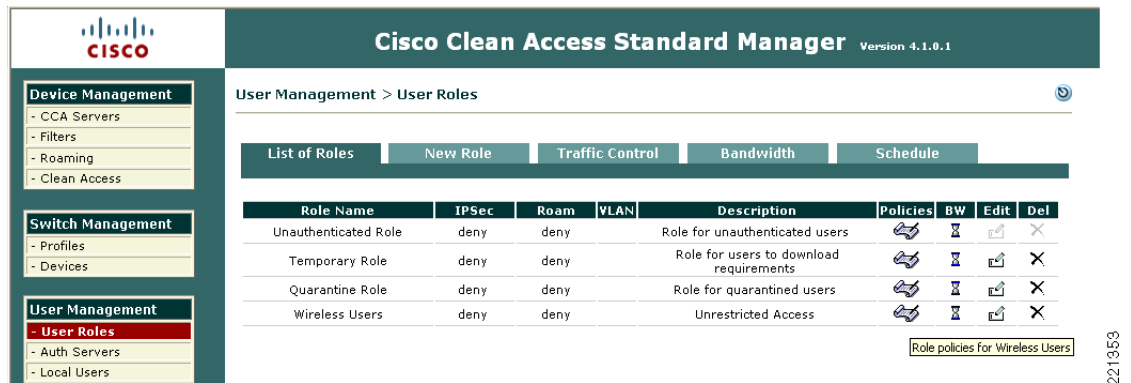 CISCO
Cisco Clean Access Standard Manager Version 4.1.0.1
Device Management
- CCA Servers
- Filters
- Roaming
- Clean Access
Switch Management
- Profiles
- Devices
User Management
- User Roles
- Auth Servers
- Local Users
User Management > User Roles
List of Roles New Role Traffic Control Bandwidth Schedule
Role Name IPSec Roam VLAN Description Policies BW Edit Del
Unauthenticated Role deny deny Role for unauthenticated users
Temporary Role deny deny Role for users to download
requirements
Quarantine Role deny deny Role for quarantined users
Wireless Users deny deny Unrestricted Access
Role policies for Wireless Users
221353